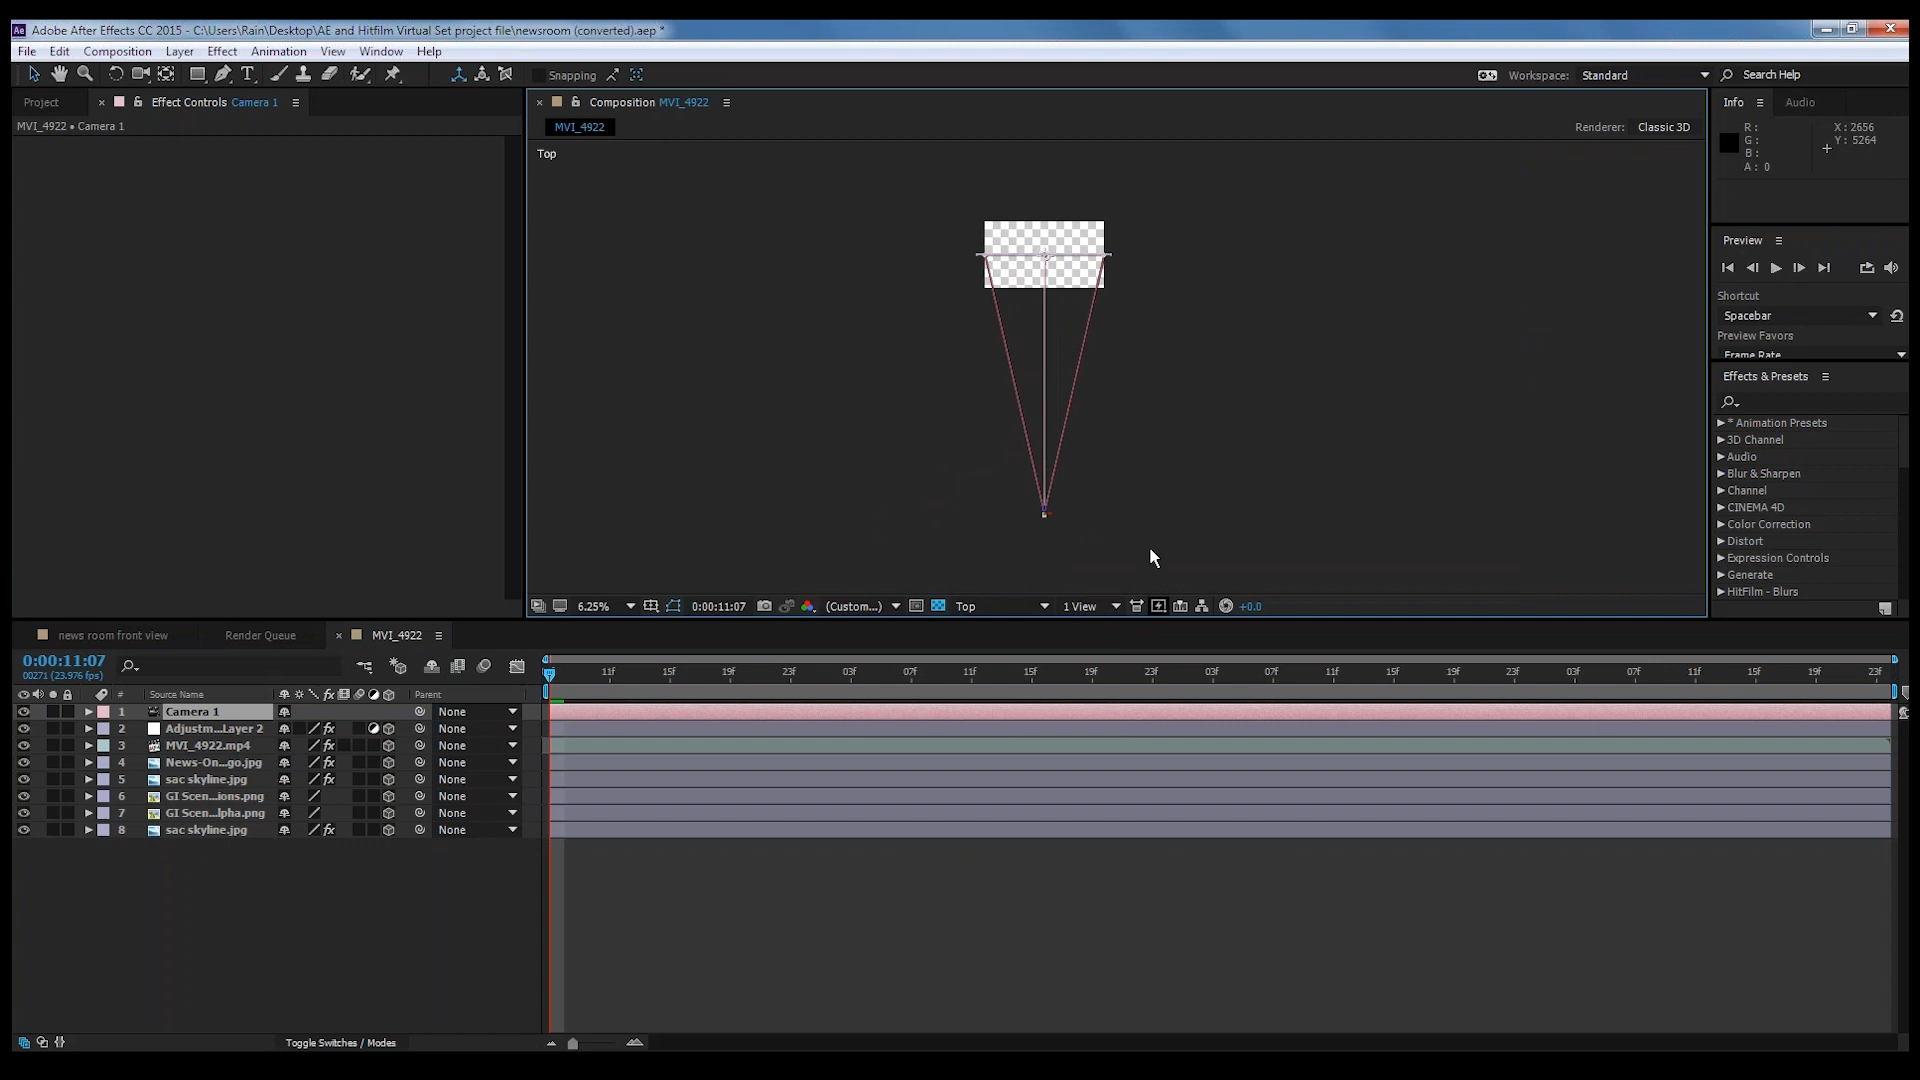 Ae Adobe After Effects CC 2015 - C:\Users\Rain\Desktop\AE and Hitfilm Virtual Set project file\newsroom (converted).aep *
File Edit Composition Layer Effect Animation View Window Help
T Snapping Workspace: Standard Search Help
Project Effect Controls Camera 1 Composition MVI_4922 Info Audio
MVI_4922 • Camera 1
MVI_4922 Renderer: Classic 3D
Top
R: X: 2656
G: Y: 5264
B:
A: 0
Preview
Shortcut
Spacebar
Preview Favors
Frame Rate
Effects & Presets
* Animation Presets
3D Channel
Audio
Blur & Sharpen
Channel
CINEMA 4D
Color Correction
Distort
Expression Controls
Generate
HitFilm - Blurs
6.25% 0:00:11:07 (Custom...) Top 1 View +0.0
news room front view Render Queue MVI_4922
0:00:11:07
00271 (23.976 fps)
11f 15f 19f 23f 03f 07f 11f 15f 19f 23f 03f 07f 11f 15f 19f 23f 03f 07f 11f 15f 19f 23f
# Source Name fx Parent
1 Camera 1 None
2 Adjustm...Layer 2 fx None
3 MVI_4922.mp4 fx None
4 News-On...go.jpg fx None
5 sac skyline.jpg fx None
6 GI Scen...ions.png None
7 GI Scen...lpha.png None
8 sac skyline.jpg fx None
Toggle Switches / Modes